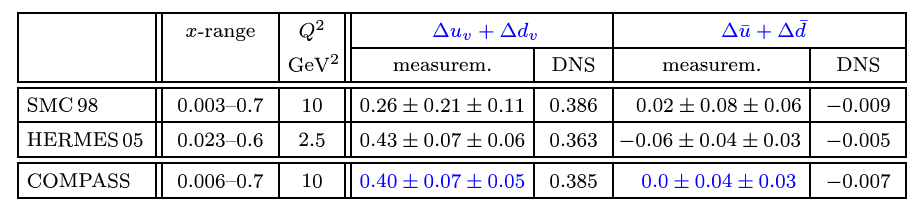 x-range Q² Δu_v + Δd_v Δū + Δd̄
GeV² measurem. DNS measurem. DNS
SMC 98 0.003–0.7 10 0.26 ± 0.21 ± 0.11 0.386 0.02 ± 0.08 ± 0.06 −0.009
HERMES 05 0.023–0.6 2.5 0.43 ± 0.07 ± 0.06 0.363 −0.06 ± 0.04 ± 0.03 −0.005
COMPASS 0.006–0.7 10 0.40 ± 0.07 ± 0.05 0.385 0.0 ± 0.04 ± 0.03 −0.007